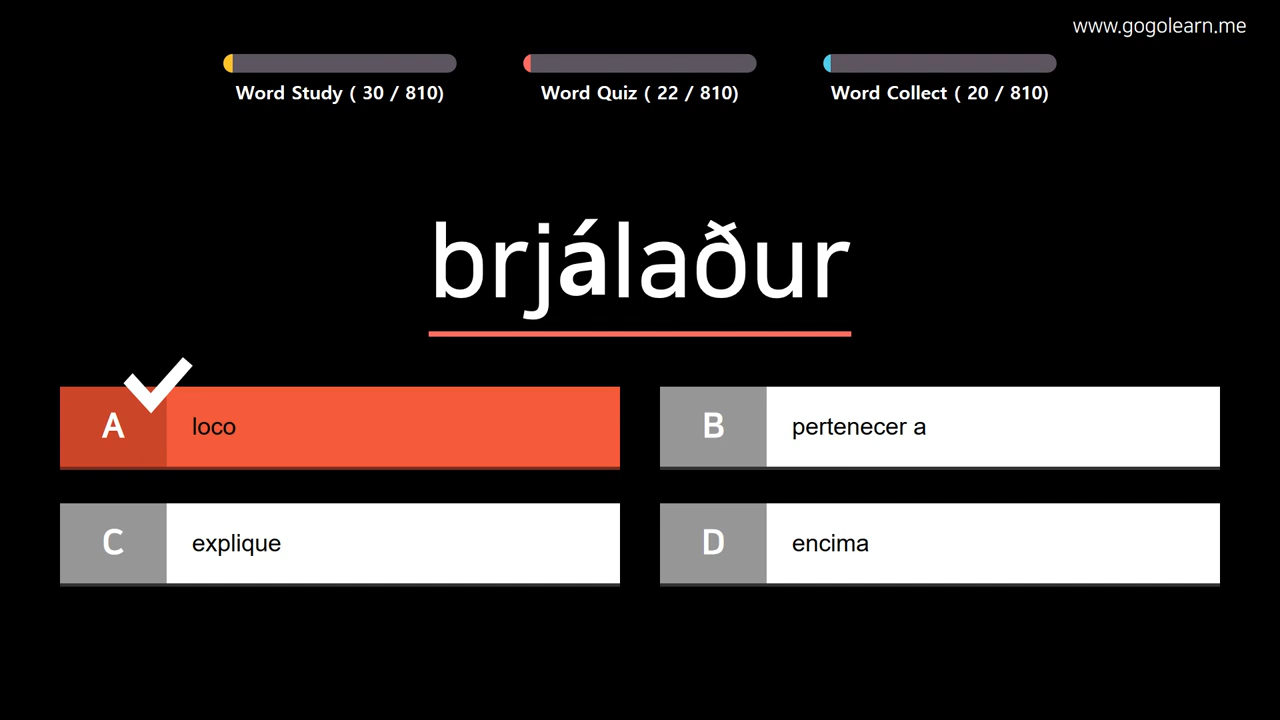 www.gogolearn.me
Word Study ( 30 / 810)
Word Quiz ( 22 / 810)
Word Collect ( 20 / 810)
brjálaður
A loco
B pertenecer a
C explique
D encima